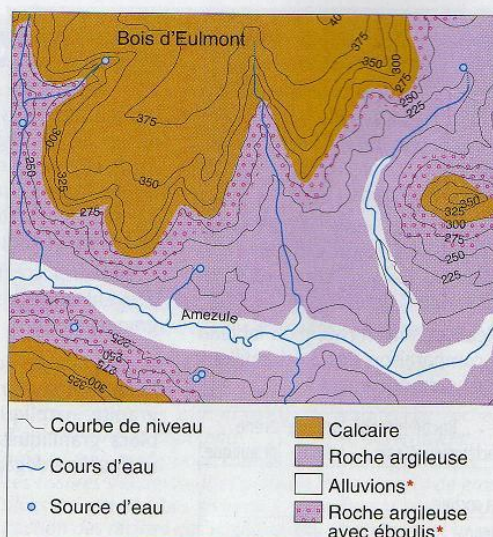 Bois d'Eulmont
40
375
300
275
250
225
375
350
300
325
275
250
350
350
325
300
275
250
225
Amezule
225
250
275
300
325
Courbe de niveau
Cours d'eau
Source d'eau
Calcaire
Roche argileuse
Alluvions*
Roche argileuse
avec éboulis*